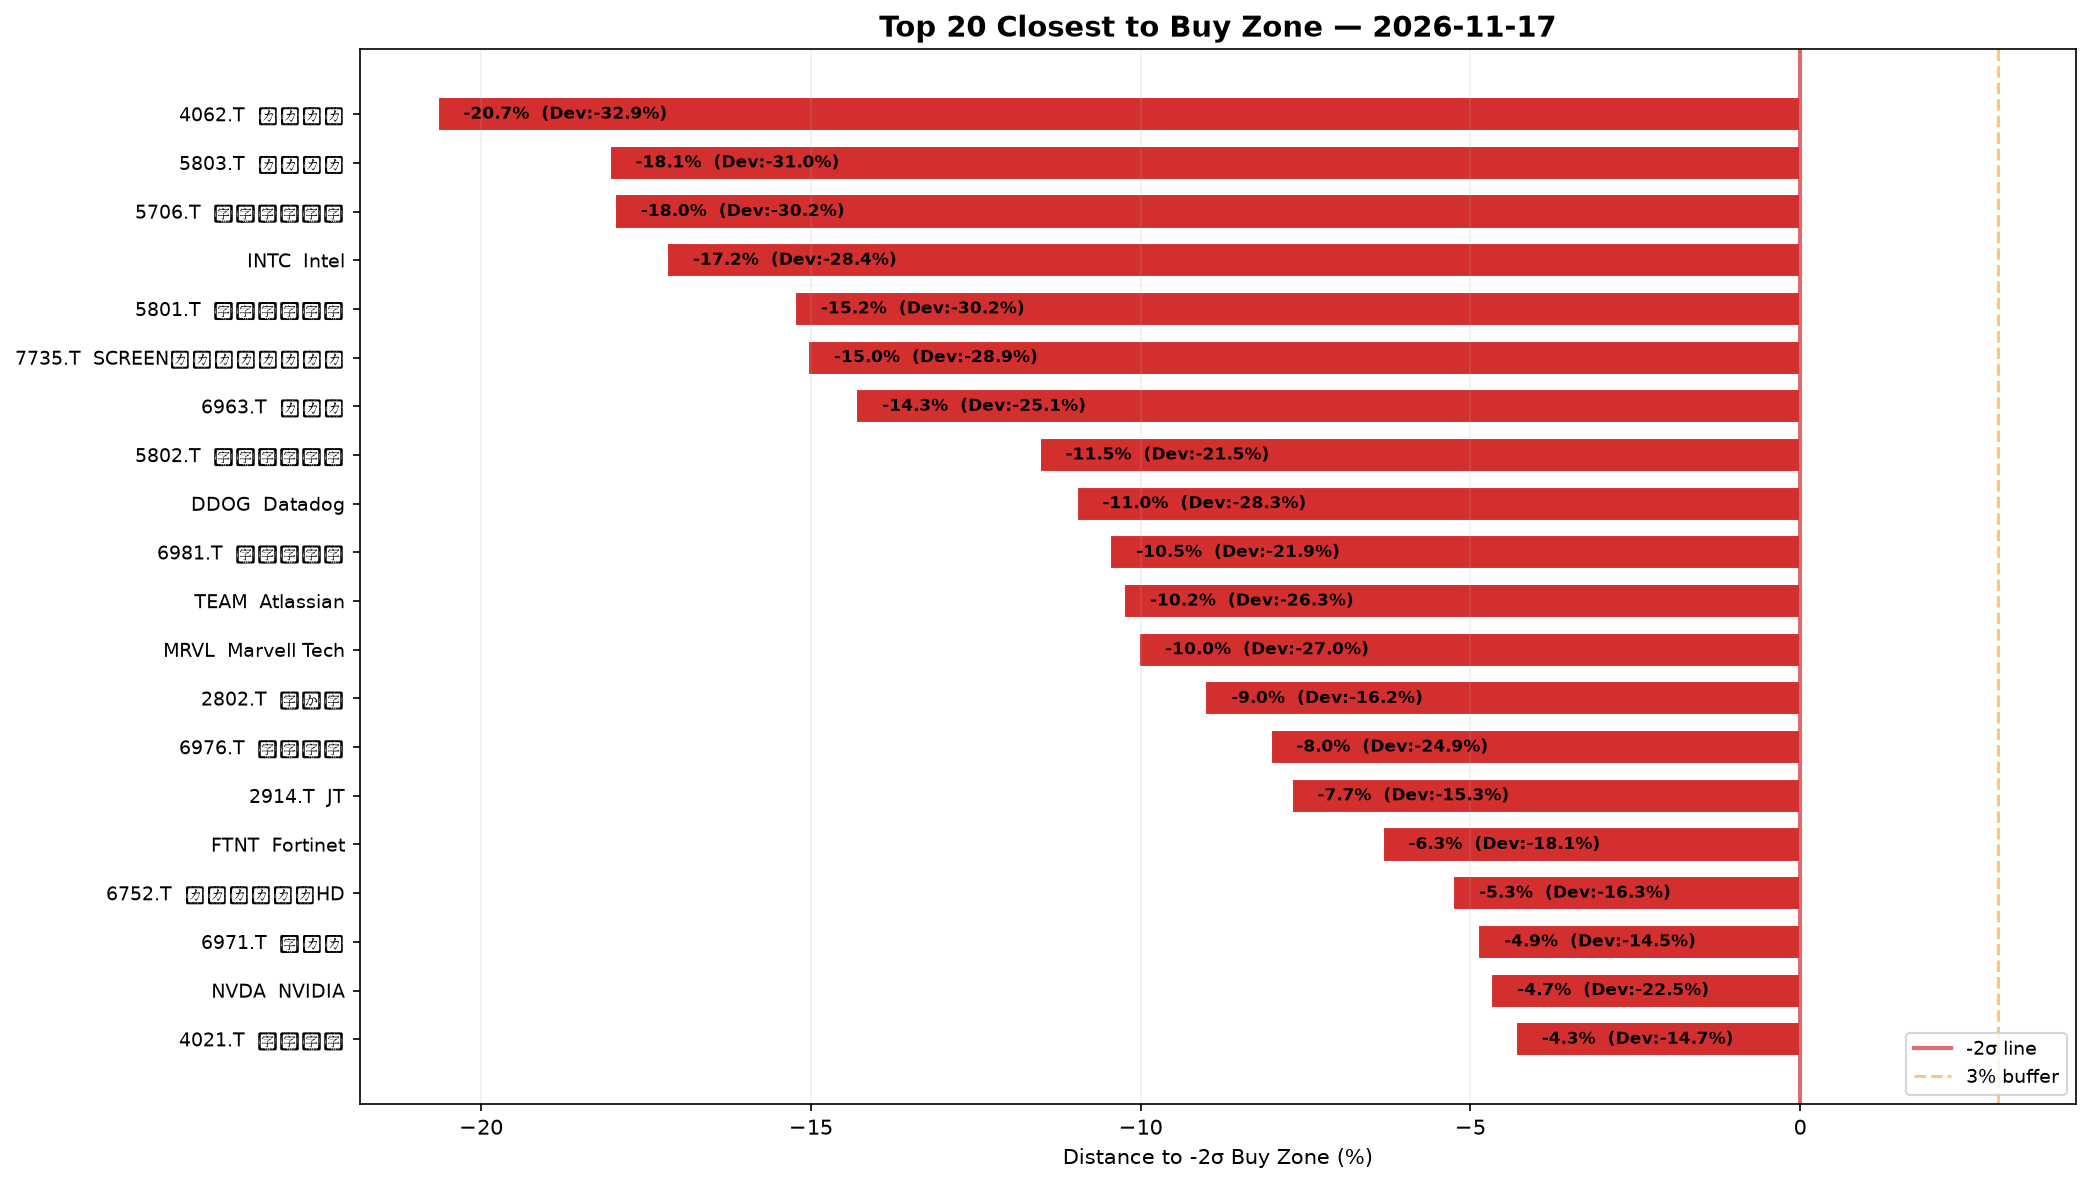 Top 20 Closest to Buy Zone — 2026-11-17
4062.T
-20.7% (Dev:-32.9%)
5803.T
-18.1% (Dev:-31.0%)
5706.T
-18.0% (Dev:-30.2%)
INTC Intel
-17.2% (Dev:-28.4%)
5801.T
-15.2% (Dev:-30.2%)
7735.T SCREEN
-15.0% (Dev:-28.9%)
6963.T
-14.3% (Dev:-25.1%)
5802.T
-11.5% (Dev:-21.5%)
DDOG Datadog
-11.0% (Dev:-28.3%)
6981.T
-10.5% (Dev:-21.9%)
TEAM Atlassian
-10.2% (Dev:-26.3%)
MRVL Marvell Tech
-10.0% (Dev:-27.0%)
2802.T
-9.0% (Dev:-16.2%)
6976.T
-8.0% (Dev:-24.9%)
2914.T JT
-7.7% (Dev:-15.3%)
FTNT Fortinet
-6.3% (Dev:-18.1%)
6752.T HD
-5.3% (Dev:-16.3%)
6971.T
-4.9% (Dev:-14.5%)
NVDA NVIDIA
-4.7% (Dev:-22.5%)
4021.T
-4.3% (Dev:-14.7%)
-2σ line
3% buffer
−20 −15 −10 −5 0
Distance to -2σ Buy Zone (%)